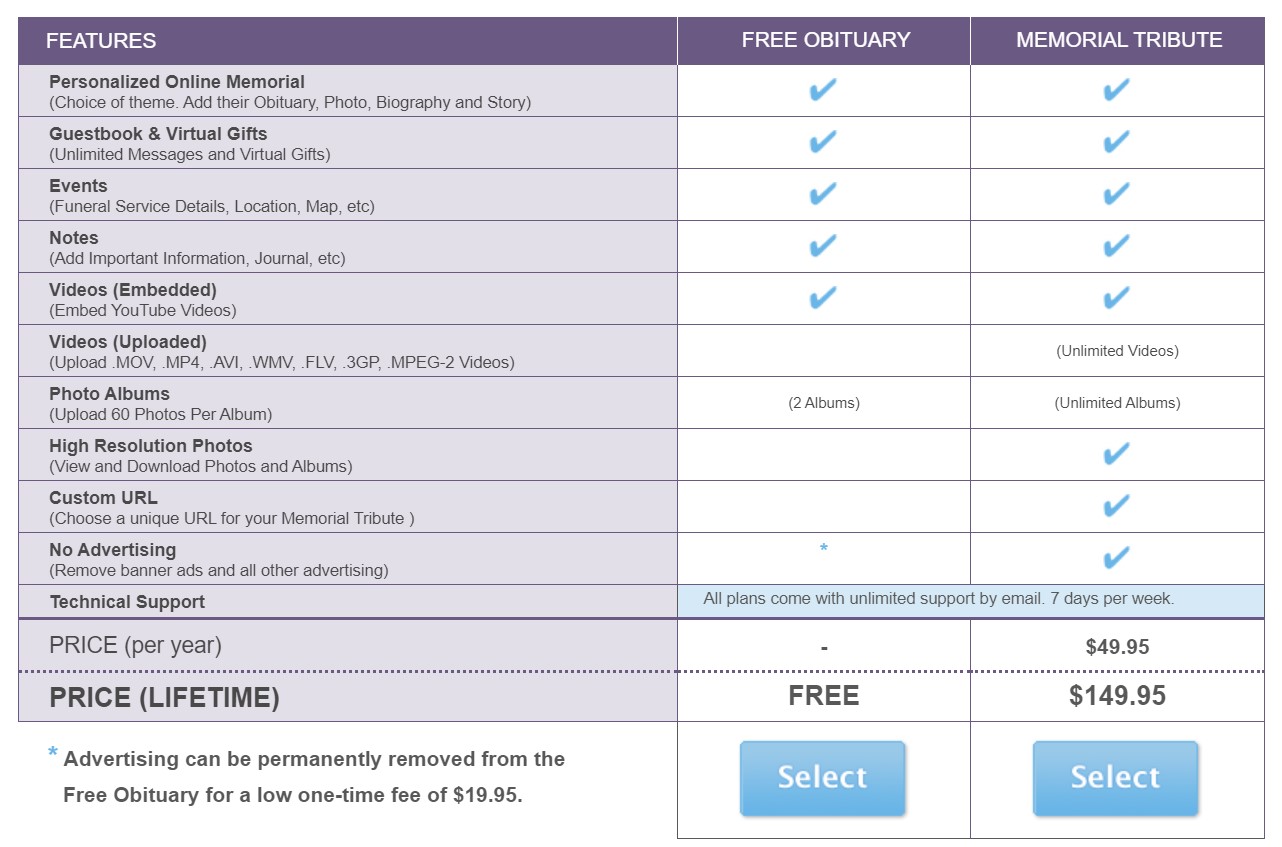 FEATURES FREE OBITUARY MEMORIAL TRIBUTE
Personalized Online Memorial
(Choice of theme. Add their Obituary, Photo, Biography and Story) ✔ ✔
Guestbook & Virtual Gifts
(Unlimited Messages and Virtual Gifts) ✔ ✔
Events
(Funeral Service Details, Location, Map, etc) ✔ ✔
Notes
(Add Important Information, Journal, etc) ✔ ✔
Videos (Embedded)
(Embed YouTube Videos) ✔ ✔
Videos (Uploaded)
(Upload .MOV, .MP4, .AVI, .WMV, .FLV, .3GP, .MPEG-2 Videos) (Unlimited Videos)
Photo Albums
(Upload 60 Photos Per Album) (2 Albums) (Unlimited Albums)
High Resolution Photos
(View and Download Photos and Albums) ✔
Custom URL
(Choose a unique URL for your Memorial Tribute ) ✔
No Advertising
(Remove banner ads and all other advertising) * ✔
Technical Support All plans come with unlimited support by email. 7 days per week.
PRICE (per year) - $49.95
PRICE (LIFETIME) FREE $149.95
* Advertising can be permanently removed from the
Free Obituary for a low one-time fee of $19.95.
Select Select